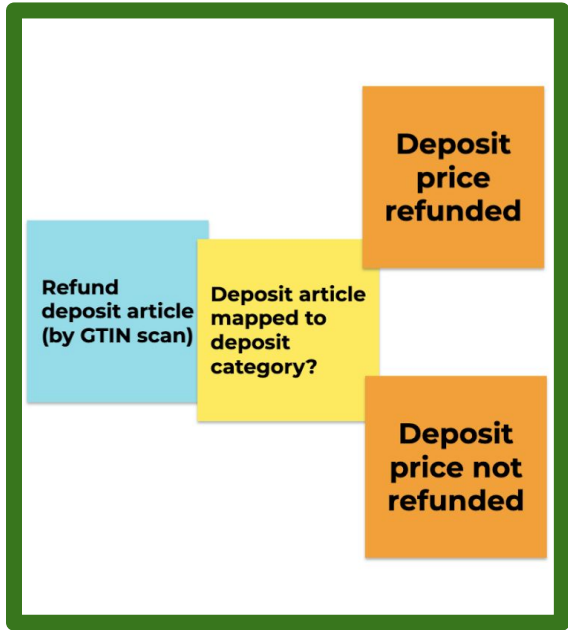 Refund
deposit article
(by GTIN scan)
Deposit article
mapped to
deposit
category?
Deposit
price
refunded
Deposit
price not
refunded